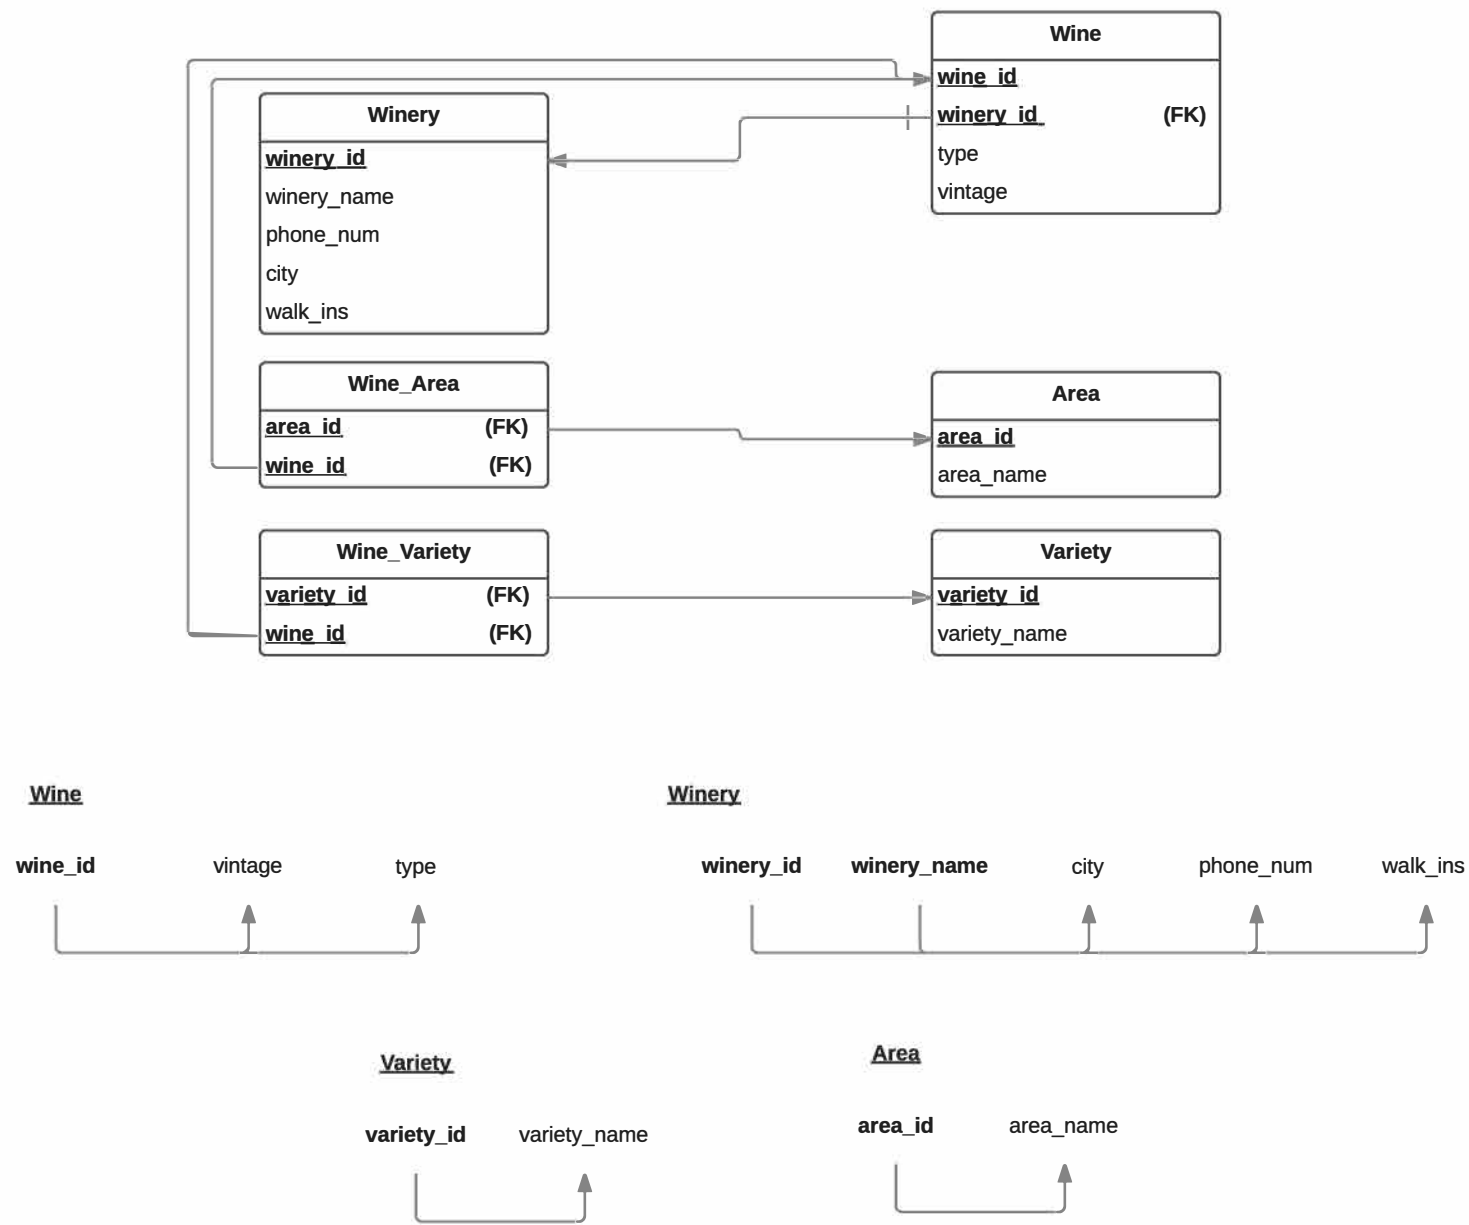 Wine
wine_id
winery_id (FK)
type
vintage
Winery
winery_id
winery_name
phone_num
city
walk_ins
Wine_Area
area_id (FK)
wine_id (FK)
Area
area_id
area_name
Wine_Variety
variety_id (FK)
wine_id (FK)
Variety
variety_id
variety_name
Wine
wine_id vintage type
Winery
winery_id winery_name city phone_num walk_ins
Variety
variety_id variety_name
Area
area_id area_name